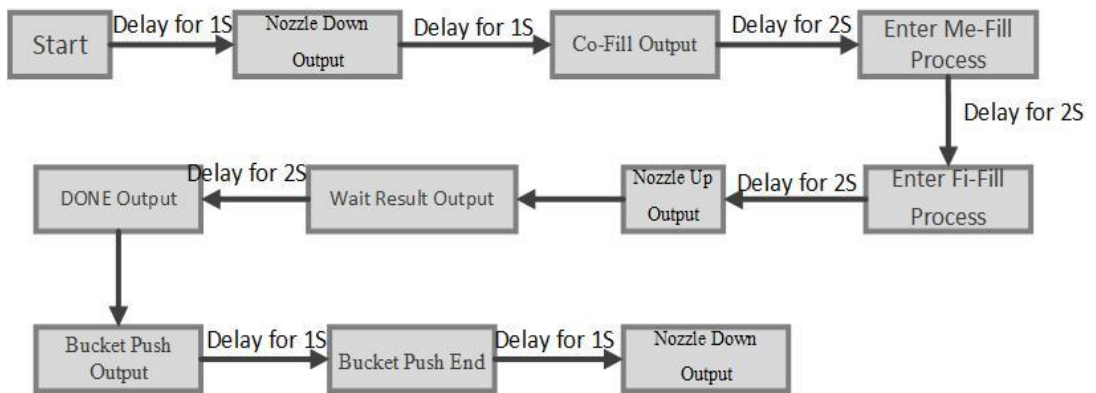 Start
Delay for 1S
Nozzle Down
Output
Delay for 1S
Co-Fill Output
Delay for 2S
Enter Me-Fill
Process
Delay for 2S
Enter Fi-Fill
Process
Delay for 2S
Nozzle Up
Output
Wait Result Output
Delay for 2S
DONE Output
Bucket Push
Output
Delay for 1S
Bucket Push End
Delay for 1S
Nozzle Down
Output